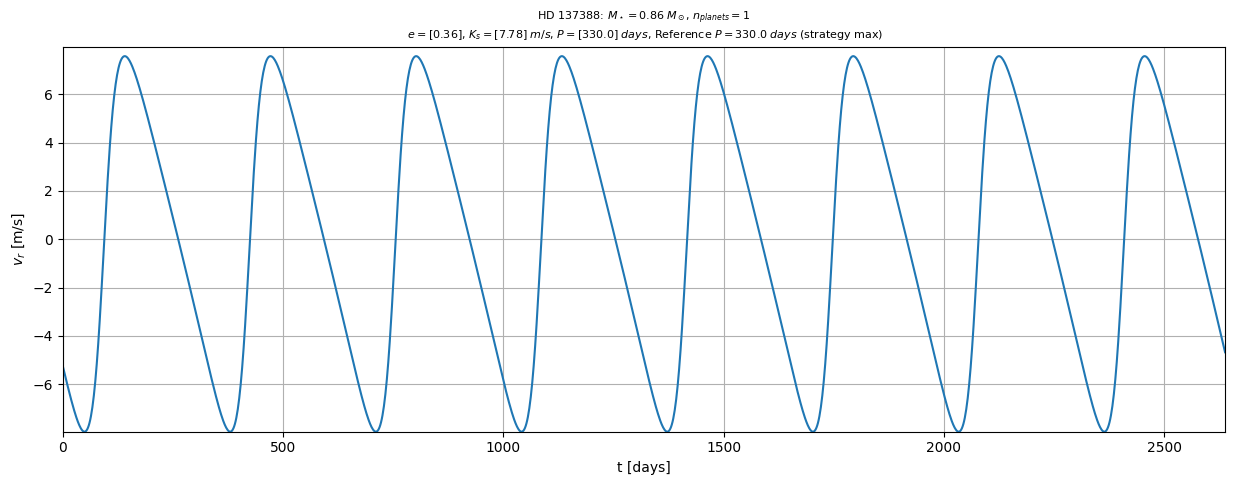 HD 137388: $M_\star = 0.86\ M_\odot$, $n_{planets} = 1$
$e = [0.36]$, $K_s = [7.78]\ m/s$, $P = [330.0]\ days$, Reference $P = 330.0\ days$ (strategy max)
6
4
2
0
−2
−4
−6
$v_r$ [m/s]
0 500 1000 1500 2000 2500
t [days]